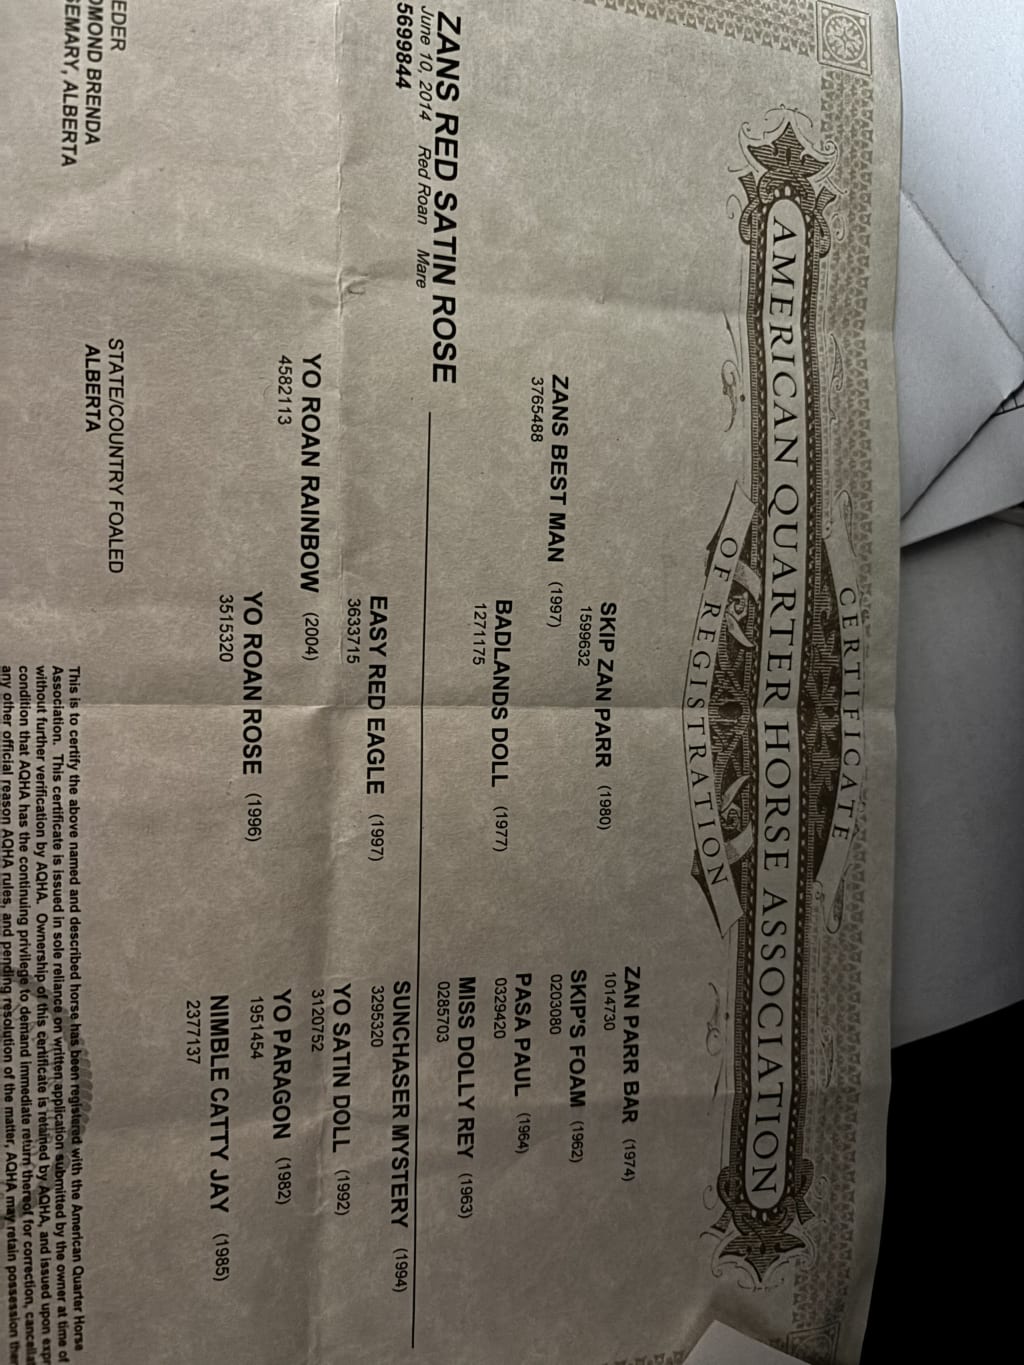 CERTIFICATE
AMERICAN QUARTER HORSE ASSOCIATION
OF REGISTRATION
ZAN PARR BAR (1974)
1014730
SKIP ZAN PARR (1980)
1599632
SKIP'S FOAM (1962)
0203080
ZANS BEST MAN (1997)
3765488
PASA PAUL (1964)
0329420
BADLANDS DOLL (1977)
1271175
MISS DOLLY REY (1963)
0285703
ZANS RED SATIN ROSE
June 10, 2014 Red Roan Mare
5699844
SUNCHASER MYSTERY (1994)
3295320
EASY RED EAGLE (1997)
3633715
YO SATIN DOLL (1992)
3120752
YO ROAN RAINBOW (2004)
4582113
YO PARAGON (1982)
1951454
YO ROAN ROSE (1996)
3515320
NIMBLE CATTY JAY (1985)
2377137
EDER
OMOND BRENDA
SEMARY, ALBERTA
STATE/COUNTRY FOALED
ALBERTA
This is to certify the above named and described horse has been registered with the American Quarter Horse
Association. This certificate is issued in sole reliance on written application submitted by the owner at time of
without further verification by AQHA. Ownership of this certificate is retained by AQHA, and issued upon expr
condition that AQHA has the continuing privilege to demand immediate return thereof for correction, cancella
any other official reason AQHA rules, and pending resolution of the matter, AQHA may retain possession ther